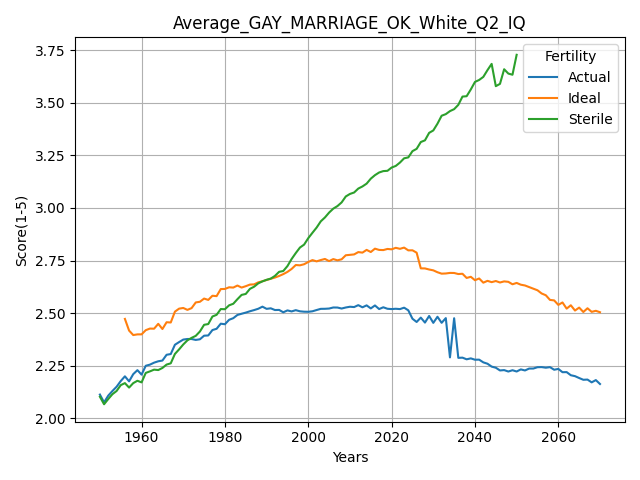 Average_GAY_MARRIAGE_OK_White_Q2_IQ
3.75
3.50
3.25
3.00
2.75
2.50
2.25
2.00
Score(1-5)
Fertility
Actual
Ideal
Sterile
1960 1980 2000 2020 2040 2060
Years